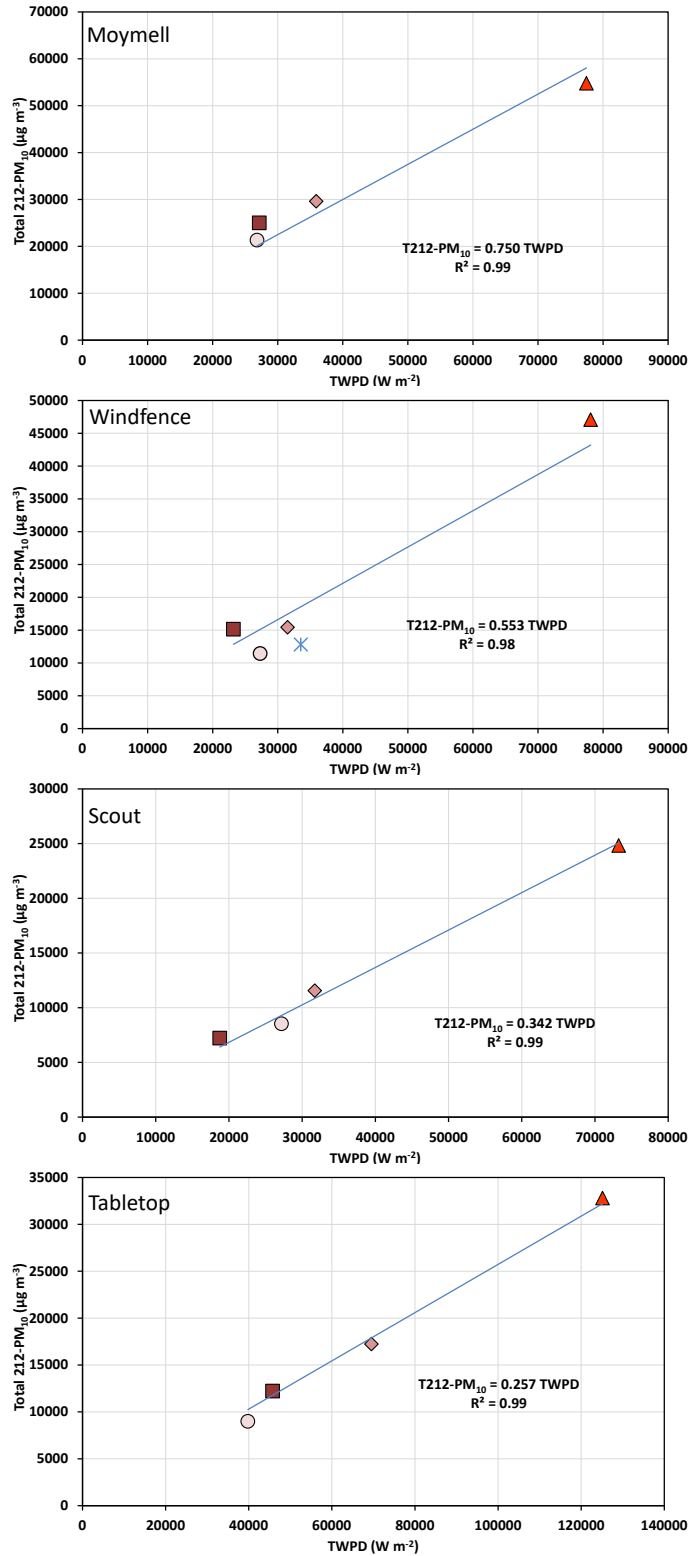 Moymell
Total 212-PM₁₀ (µg m⁻³)
70000
60000
50000
40000
30000
20000
10000
0
T212-PM₁₀ = 0.750 TWPD
R² = 0.99
0 10000 20000 30000 40000 50000 60000 70000 80000 90000
TWPD (W m⁻²)
Windfence
Total 212-PM₁₀ (µg m⁻³)
50000
45000
40000
35000
30000
25000
20000
15000
10000
5000
0
T212-PM₁₀ = 0.553 TWPD
R² = 0.98
0 10000 20000 30000 40000 50000 60000 70000 80000 90000
TWPD (W m⁻²)
Scout
Total 212-PM₁₀ (µg m⁻³)
30000
25000
20000
15000
10000
5000
0
T212-PM₁₀ = 0.342 TWPD
R² = 0.99
0 10000 20000 30000 40000 50000 60000 70000 80000
TWPD (W m⁻²)
Tabletop
Total 212-PM₁₀ (µg m⁻³)
35000
30000
25000
20000
15000
10000
5000
0
T212-PM₁₀ = 0.257 TWPD
R² = 0.99
0 20000 40000 60000 80000 100000 120000 140000
TWPD (W m⁻²)